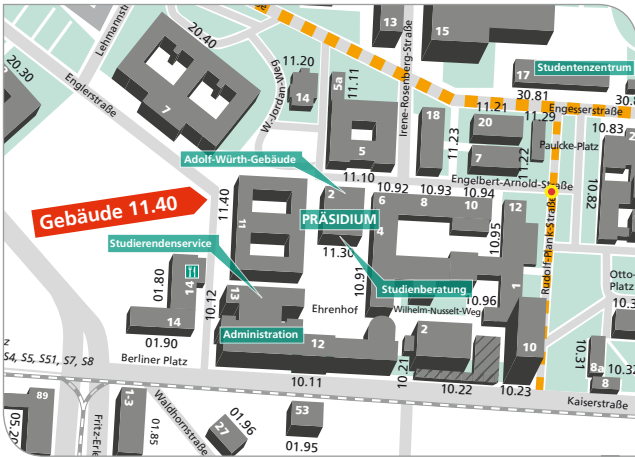 Lehmannstr
20.40
13
15
17
Studentenzentrum
11.20
W.-Jordan-Weg
14
5a
11.11
Irene-Rosenberg-Straße
30.81
Engesserstraße
20.30
Englerstraße
7
5
18
11.23
11.21
20
7
11.22
11.29
Paulcke-Platz
10.83
Adolf-Würth-Gebäude
11.10
10.92
10.93
10.94
Engelbert-Arnold-Straße
10.82
Gebäude 11.40
11.40
11
2
PRÄSIDIUM
11.30
6
8
10
4
12
10.95
Rudolf-Plank-Straße
Studierendenservice
10.91
Studienberatung
Otto-
Platz
01.80
14
10.12
13
Ehrenhof
Wilhelm-Nusselt-Weg
10.96
1
14
01.90
Administration
12
2
10
10.31
8a
10.32
8
S4, S5, S51, S7, S8
Berliner Platz
10.11
10.21
10.22
10.23
Kaiserstraße
89
05.20
Fritz-Erle
1-3
01.85
Waldhornstraße
27
01.96
53
01.95